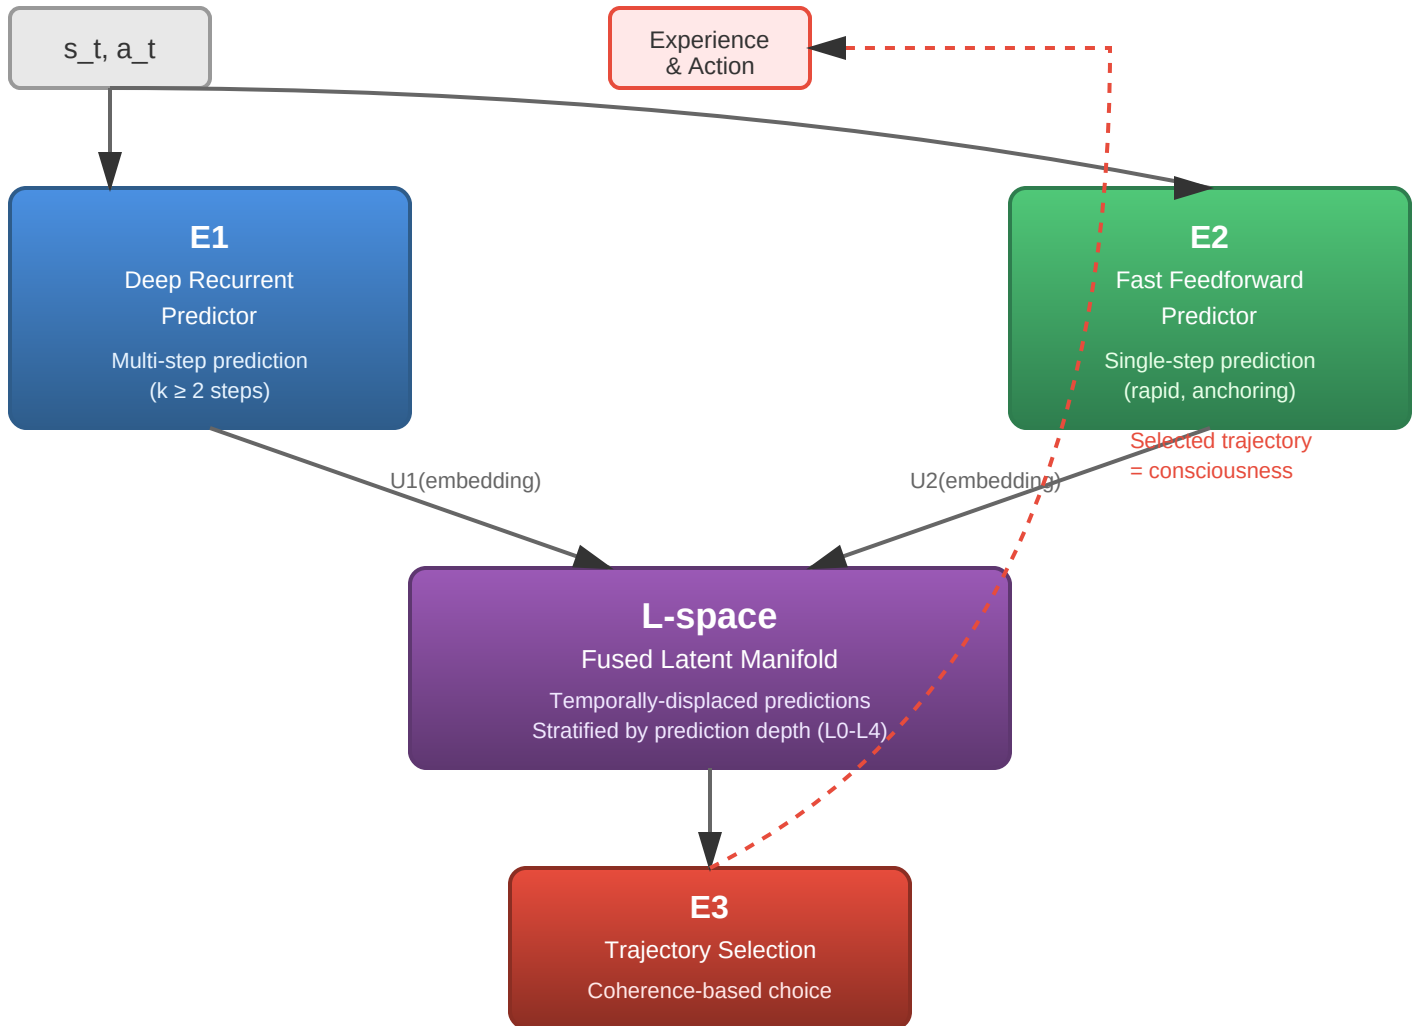 s_t, a_t
Experience
& Action
E1
Deep Recurrent
Predictor
Multi-step prediction
(k ≥ 2 steps)
E2
Fast Feedforward
Predictor
Single-step prediction
(rapid, anchoring)
Selected trajectory
= consciousness
U1(embedding)
U2(embedding)
L-space
Fused Latent Manifold
Temporally-displaced predictions
Stratified by prediction depth (L0-L4)
E3
Trajectory Selection
Coherence-based choice